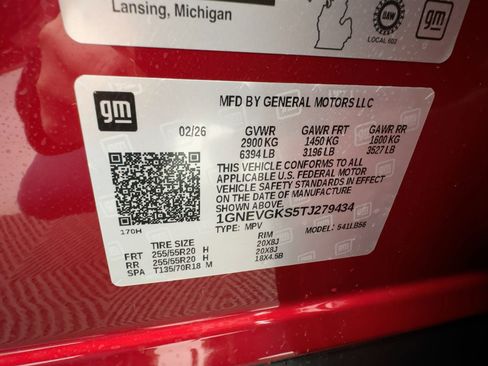 Lansing, Michigan
UAW
LOCAL 602
gm
gm
MFD BY GENERAL MOTORS LLC
02/26 GVWR GAWR FRT GAWR RR
2900 KG 1450 KG 1600 KG
6394 LB 3196 LB 3527 LB
THIS VEHICLE CONFORMS TO ALL
APPLICABLE U.S. FEDERAL MOTOR
VEHICLE SAFETY STANDARDS IN EFFECT
ON THE DATE OF MANUFACTURE SHOWN ABOVE.
1GNEVGKS5TJ279434
TYPE: MPV MODEL: 541LB56
170H
TIRE SIZE RIM
FRT 255/55R20 H 20X8J
RR 255/55R20 H 20X8J
SPA T135/70R18 M 18X4.5B